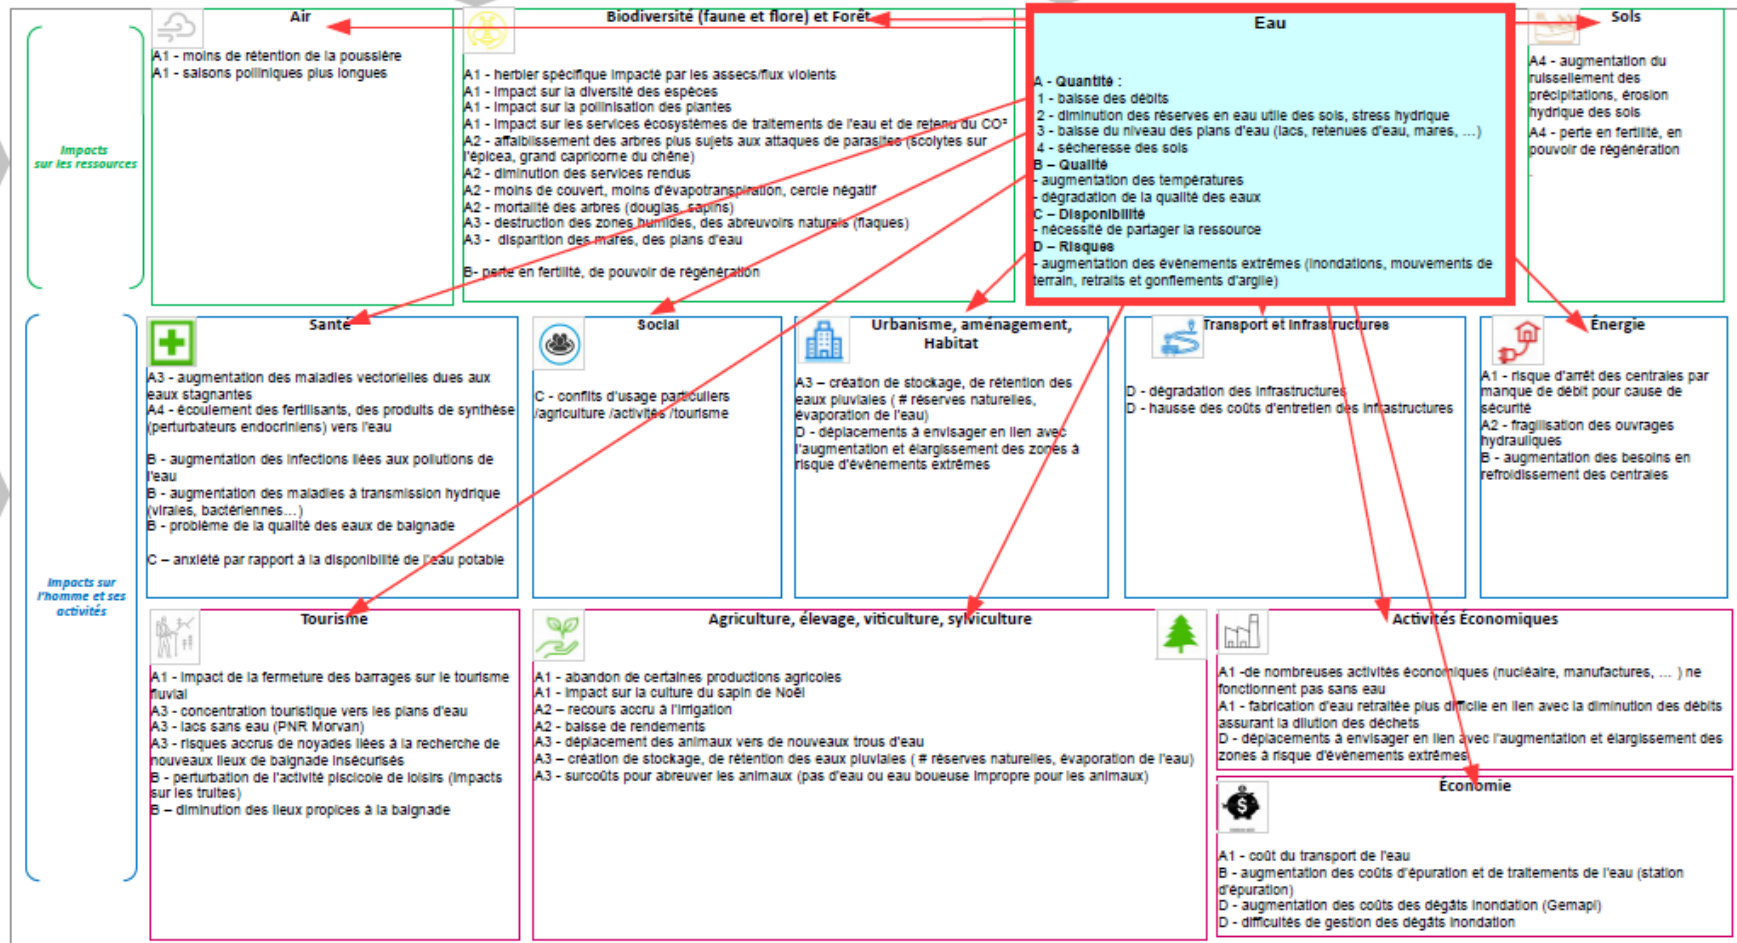 Impacts
sur les ressources
Air
A1 - moins de rétention de la poussière
A1 - saisons polliniques plus longues
Biodiversité (faune et flore) et Forêt
A1 - herbier spécifique impacté par les assecs/flux violents
A1 - impact sur la diversité des espèces
A1 - impact sur la pollinisation des plantes
A1 - impact sur les services écosystèmes de traitements de l'eau et de retenu du CO²
A2 - affaiblissement des arbres plus sujets aux attaques de parasites (scolytes sur
l'épicea, grand capricorne du chêne)
A2 - diminution des services rendus
A2 - moins de couvert, moins d'évapotranspiration, cercle négatif
A2 - mortalité des arbres (douglas, sapins)
A3 - destruction des zones humides, des abreuvoirs naturels (flaques)
A3 - disparition des mares, des plans d'eau
B- perte en fertilité, de pouvoir de régénération
Eau
A - Quantité :
1 - baisse des débits
2 - diminution des réserves en eau utile des sols, stress hydrique
3 - baisse du niveau des plans d'eau (lacs, retenues d'eau, mares, ...)
4 - sécheresse des sols
B – Qualité
- augmentation des températures
- dégradation de la qualité des eaux
C – Disponibilité
- nécessité de partager la ressource
D – Risques
- augmentation des évènements extrêmes (inondations, mouvements de
terrain, retraits et gonflements d'argile)
Sols
A4 - augmentation du
ruissellement des
précipitations, érosion
hydrique des sols
A4 - perte en fertilité, en
pouvoir de régénération
Impacts sur
l'homme et ses
activités
Santé
A3 - augmentation des maladies vectorielles dues aux
eaux stagnantes
A4 - écoulement des fertilisants, des produits de synthèse
(perturbateurs endocriniens) vers l'eau
B - augmentation des infections liées aux pollutions de
l'eau
B - augmentation des maladies à transmission hydrique
(virales, bactériennes...)
B - problème de la qualité des eaux de baignade
C – anxiété par rapport à la disponibilité de l'eau potable
Social
C - conflits d'usage particuliers
/agriculture /activités /tourisme
Urbanisme, aménagement,
Habitat
A3 – création de stockage, de rétention des
eaux pluviales ( # réserves naturelles,
évaporation de l'eau)
D - déplacements à envisager en lien avec
l'augmentation et élargissement des zones à
risque d'évènements extrêmes
Transport et Infrastructures
D - dégradation des infrastructures
D - hausse des coûts d'entretien des infrastructures
Énergie
A1 - risque d'arrêt des centrales par
manque de débit pour cause de
sécurité
A2 - fragilisation des ouvrages
hydrauliques
B - augmentation des besoins en
refroidissement des centrales
Tourisme
A1 - impact de la fermeture des barrages sur le tourisme
fluvial
A3 - concentration touristique vers les plans d'eau
A3 - lacs sans eau (PNR Morvan)
A3 - risques accrus de noyades liées à la recherche de
nouveaux lieux de baignade insécurisés
B - perturbation de l'activité piscicole de loisirs (impacts
sur les truites)
B – diminution des lieux propices à la baignade
Agriculture, élevage, viticulture, sylviculture
A1 - abandon de certaines productions agricoles
A1 - impact sur la culture du sapin de Noël
A2 – recours accru à l'irrigation
A2 - baisse de rendements
A3 - déplacement des animaux vers de nouveaux trous d'eau
A3 – création de stockage, de rétention des eaux pluviales ( # réserves naturelles, évaporation de l'eau)
A3 - surcoûts pour abreuver les animaux (pas d'eau ou eau boueuse impropre pour les animaux)
Activités Économiques
A1 -de nombreuses activités économiques (nucléaire, manufactures, ... ) ne
fonctionnent pas sans eau
A1 - fabrication d'eau retraitée plus difficile en lien avec la diminution des débits
assurant la dilution des déchets
D - déplacements à envisager en lien avec l'augmentation et élargissement des
zones à risque d'évènements extrêmes
Économie
A1 - coût du transport de l'eau
B - augmentation des coûts d'épuration et de traitements de l'eau (station
d'épuration)
D - augmentation des coûts des dégâts inondation (Gemapi)
D - difficultés de gestion des dégâts inondation